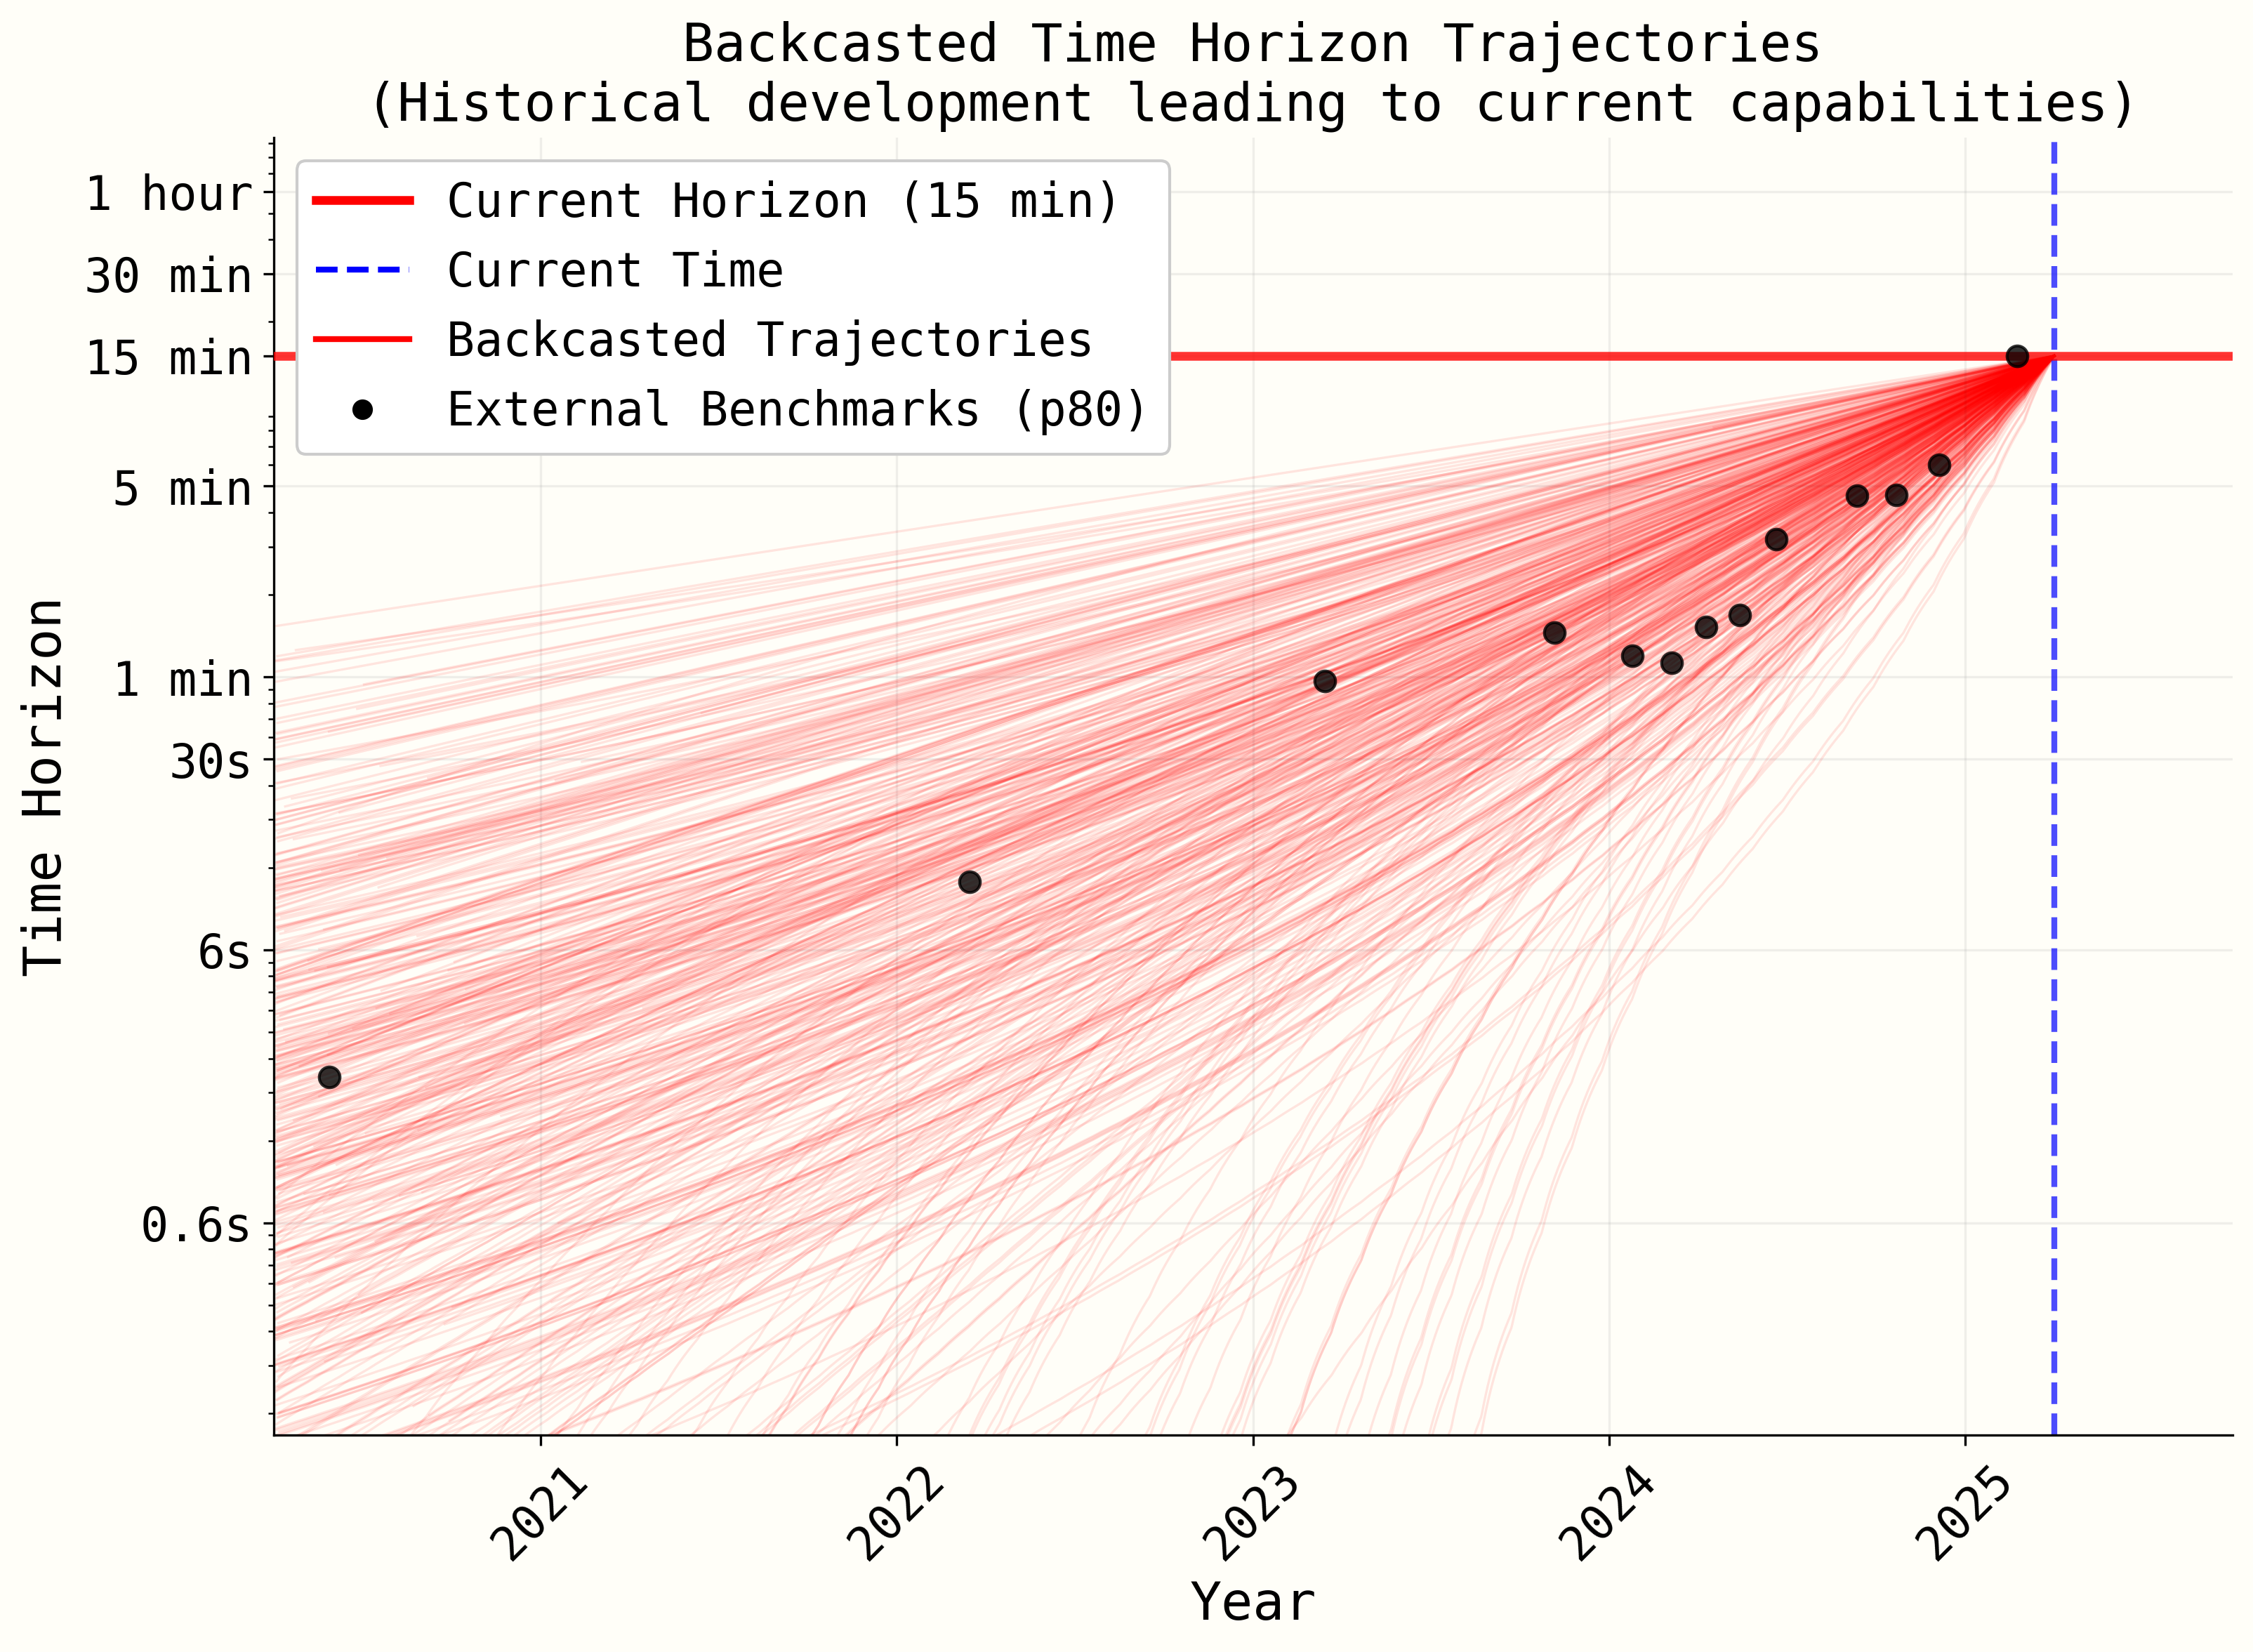 Backcasted Time Horizon Trajectories
(Historical development leading to current capabilities)
Current Horizon (15 min)
Current Time
Backcasted Trajectories
External Benchmarks (p80)
Time Horizon
1 hour
30 min
15 min
5 min
1 min
30s
6s
0.6s
2021
2022
2023
2024
2025
Year